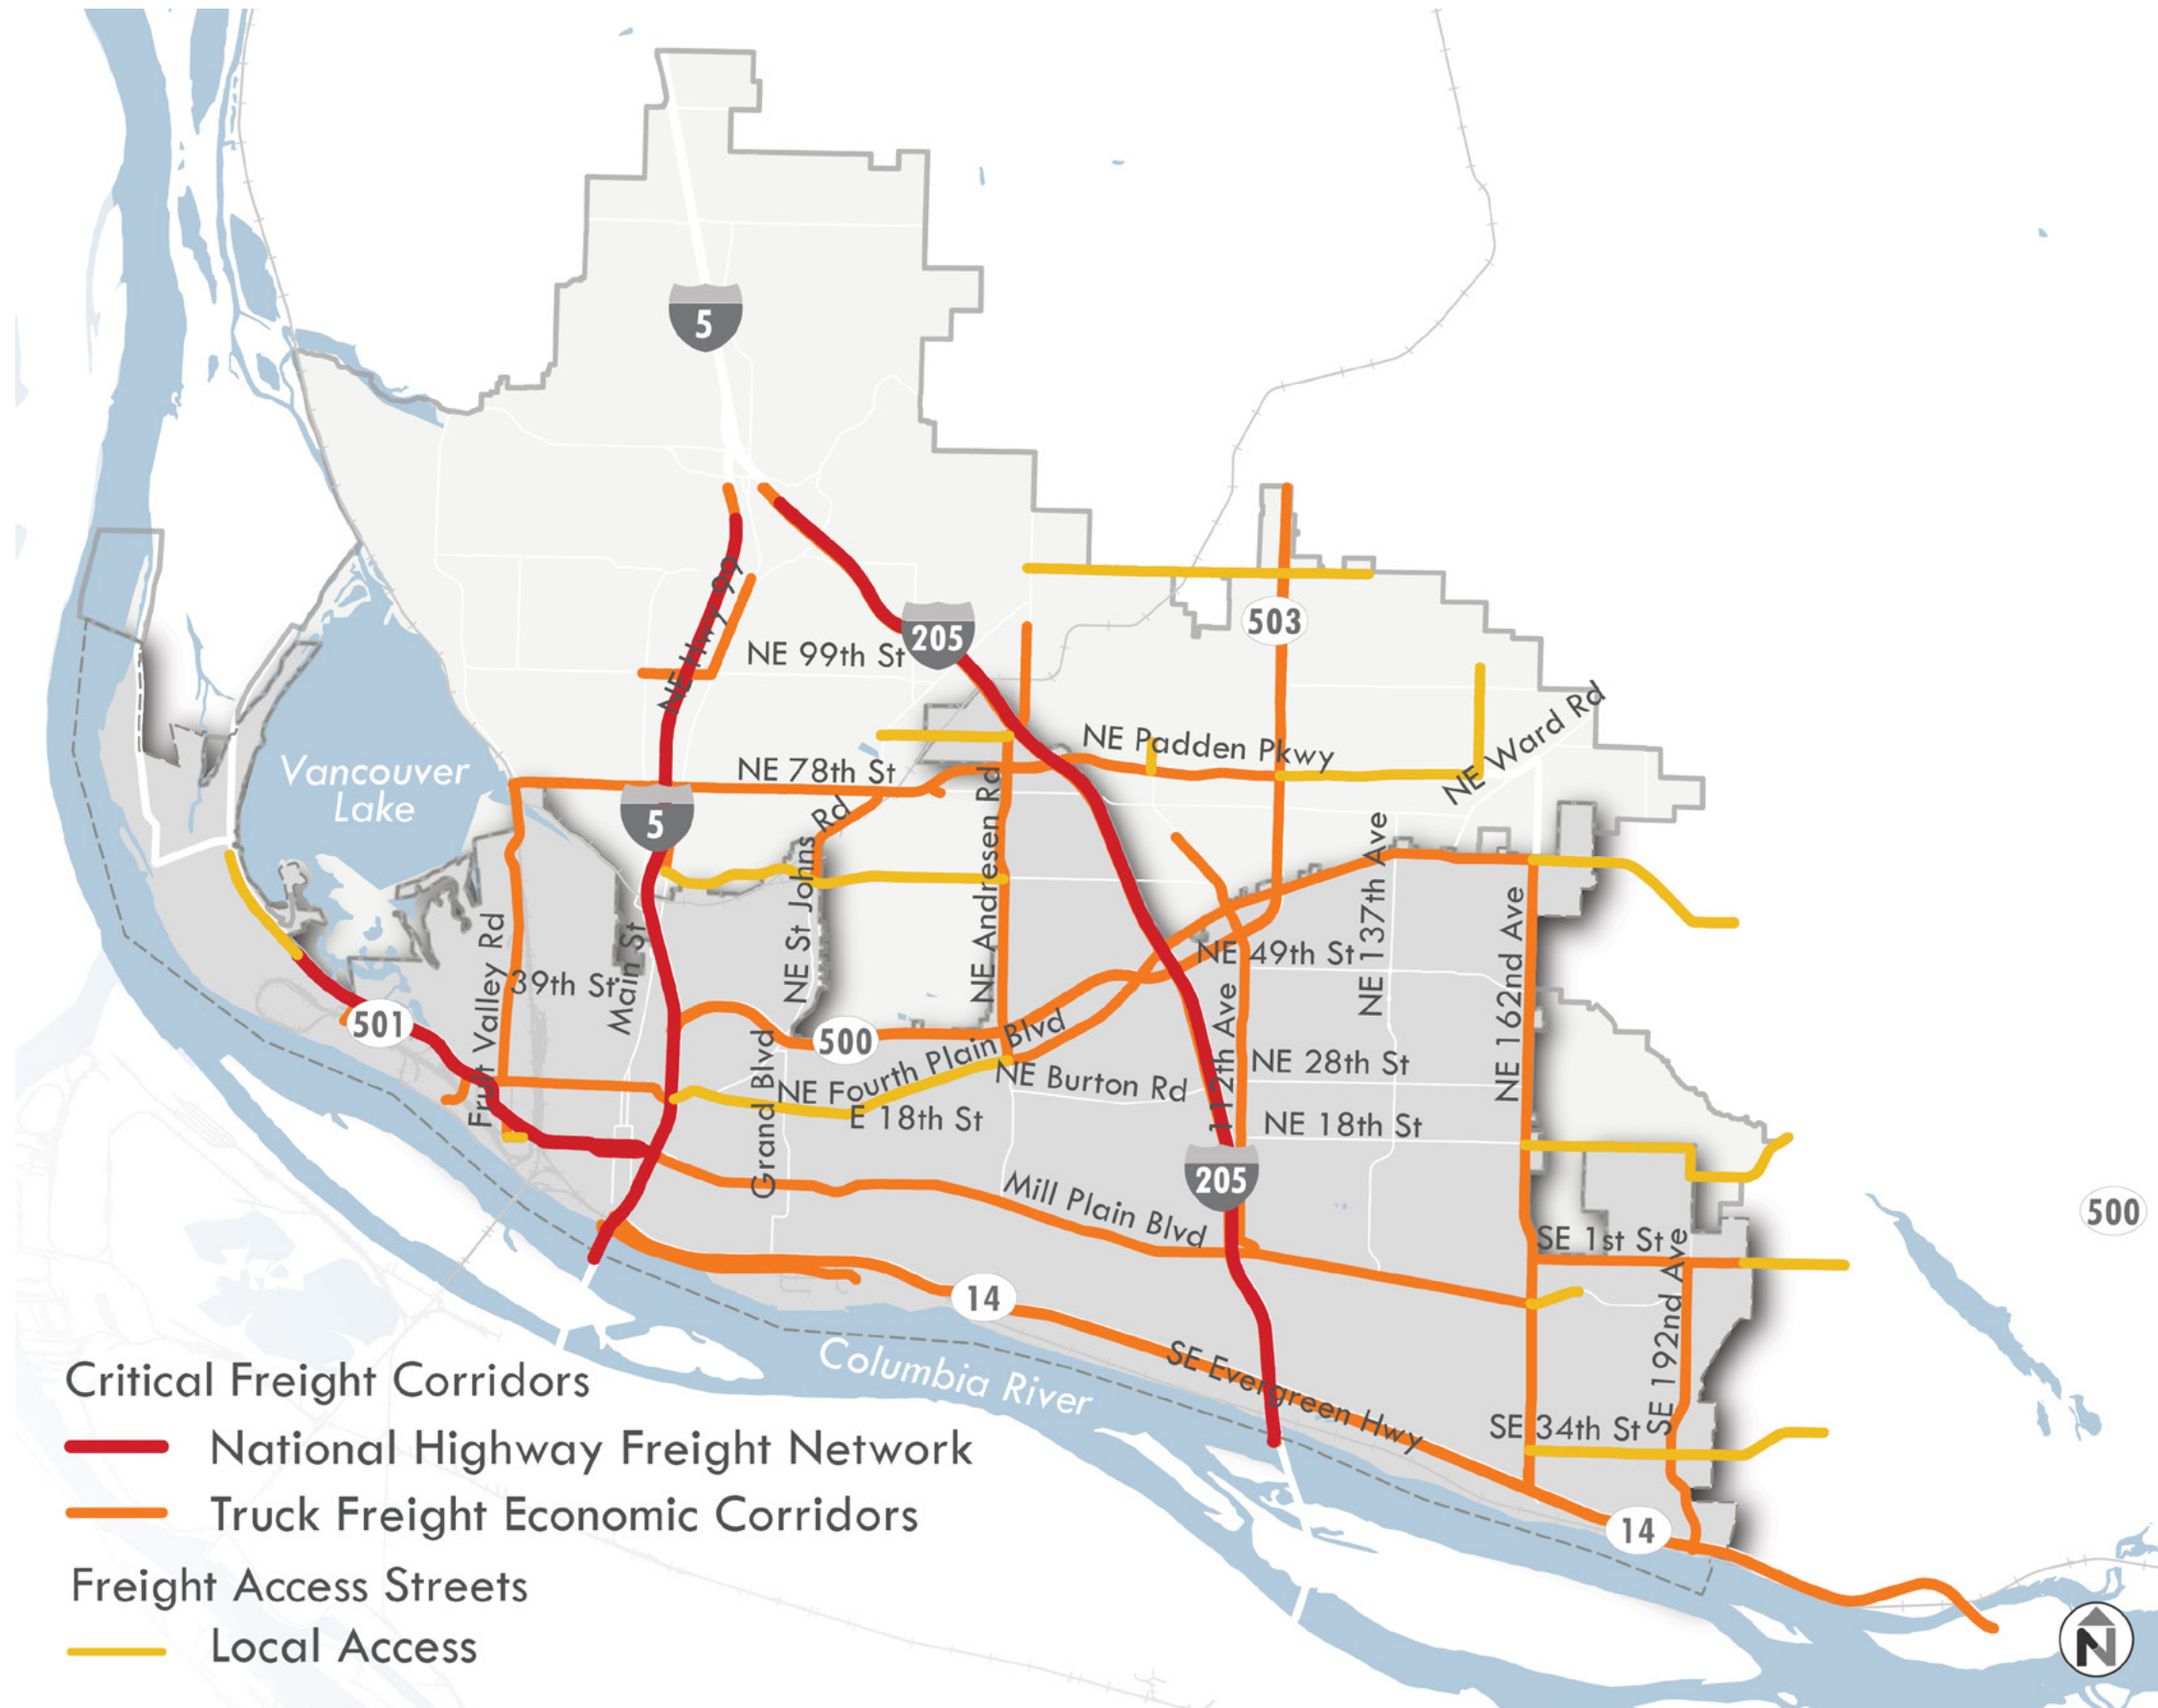 5
NE Hwy 99
205
503
NE 99th St
NE Padden Pkwy
NE Ward Rd
NE 78th St
Vancouver
Lake
5
NE St Johns Rd
NE Andresen Rd
NE 137th Ave
NE 162nd Ave
Fruit Valley Rd
39th St
Main St
NE 49th St
501
500
112th Ave
NE Fourth Plain Blvd
NE 28th St
NE Burton Rd
Grand Blvd
E 18th St
NE 18th St
205
Mill Plain Blvd
500
SE 1st St
SE 192nd Ave
14
SE Evergreen Hwy
Columbia River
SE 34th St
14
Critical Freight Corridors
National Highway Freight Network
Truck Freight Economic Corridors
Freight Access Streets
Local Access
N